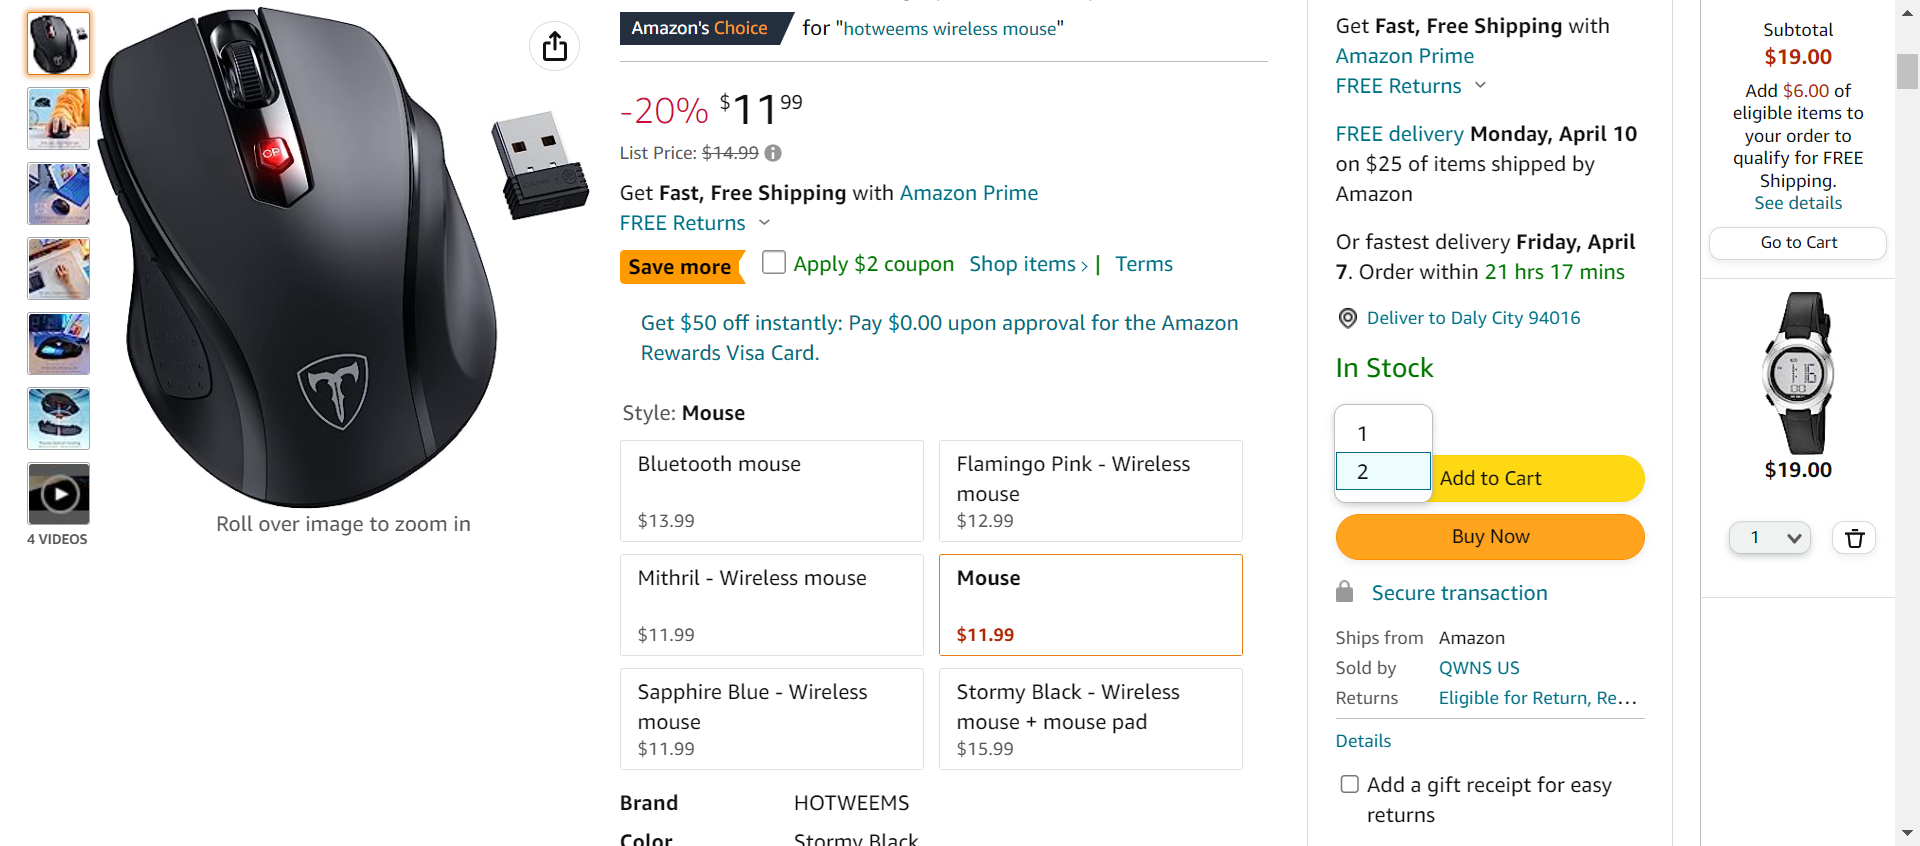 4 VIDEOS
Roll over image to zoom in
Amazon's Choice for "hotweems wireless mouse"
-20% $11 99
List Price: $14.99
Get Fast, Free Shipping with Amazon Prime
FREE Returns
Save more Apply $2 coupon Shop items › | Terms
Get $50 off instantly: Pay $0.00 upon approval for the Amazon
Rewards Visa Card.
Style: Mouse
Bluetooth mouse
$13.99
Flamingo Pink - Wireless
mouse
$12.99
Mithril - Wireless mouse
$11.99
Mouse
$11.99
Sapphire Blue - Wireless
mouse
$11.99
Stormy Black - Wireless
mouse + mouse pad
$15.99
Brand HOTWEEMS
Color Stormy Black
Get Fast, Free Shipping with
Amazon Prime
FREE Returns
FREE delivery Monday, April 10
on $25 of items shipped by
Amazon
Or fastest delivery Friday, April
7. Order within 21 hrs 17 mins
Deliver to Daly City 94016
In Stock
1
2
Add to Cart
Buy Now
Secure transaction
Ships from Amazon
Sold by QWNS US
Returns Eligible for Return, Re...
Details
Add a gift receipt for easy
returns
Subtotal
$19.00
Add $6.00 of
eligible items to
your order to
qualify for FREE
Shipping.
See details
Go to Cart
1:16
$19.00
1